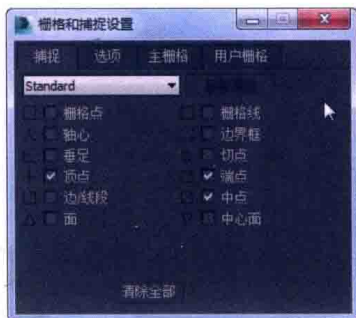 栅格和捕捉设置
捕捉 选项 主栅格 用户栅格
Standard
栅格点 栅格线
轴心 边界框
垂足 切点
顶点 端点
边/线段 中点
面 中心面
清除全部